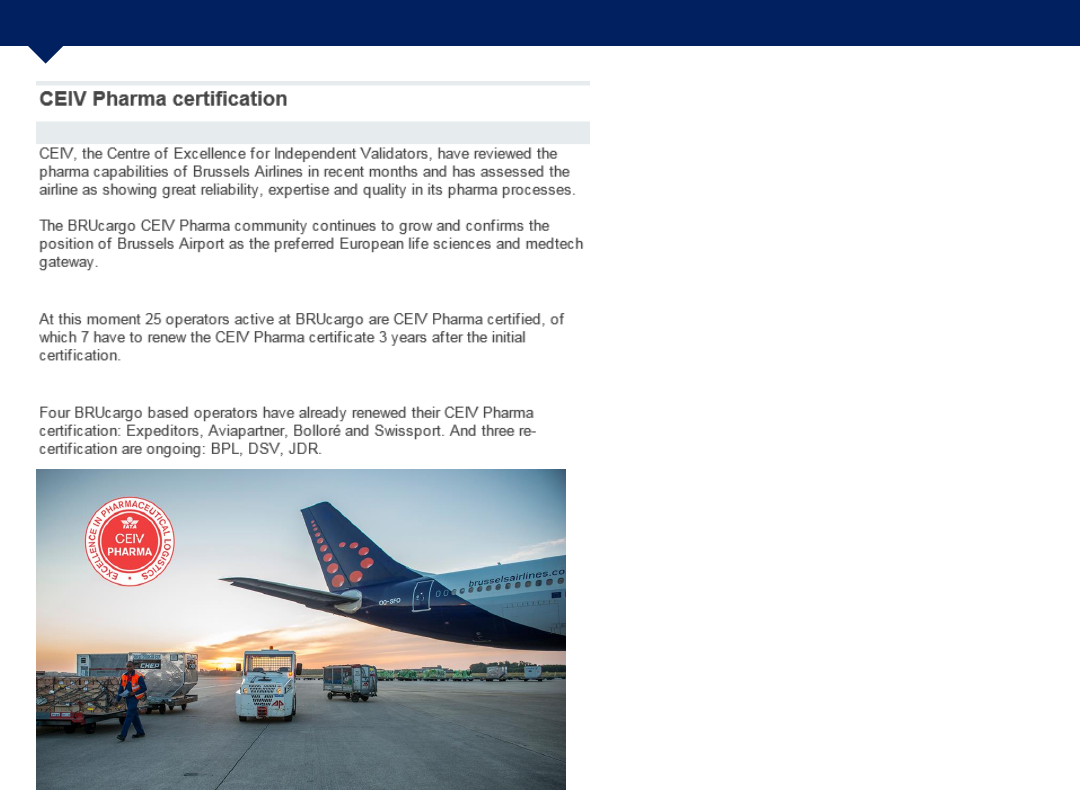 CEIV Pharma certification
CEIV, the Centre of Excellence for Independent Validators, have reviewed the
pharma capabilities of Brussels Airlines in recent months and has assessed the
airline as showing great reliability, expertise and quality in its pharma processes.
The BRUcargo CEIV Pharma community continues to grow and confirms the
position of Brussels Airport as the preferred European life sciences and medtech
gateway.
At this moment 25 operators active at BRUcargo are CEIV Pharma certified, of
which 7 have to renew the CEIV Pharma certificate 3 years after the initial
certification.
Four BRUcargo based operators have already renewed their CEIV Pharma
certification: Expeditors, Aviapartner, Bolloré and Swissport. And three re-
certification are ongoing: BPL, DSV, JDR.
EXCELLENCE IN PHARMACEUTICAL LOGISTICS
IATA
CEIV
PHARMA
brusselsairlines.co
OO-SFO
CHEP